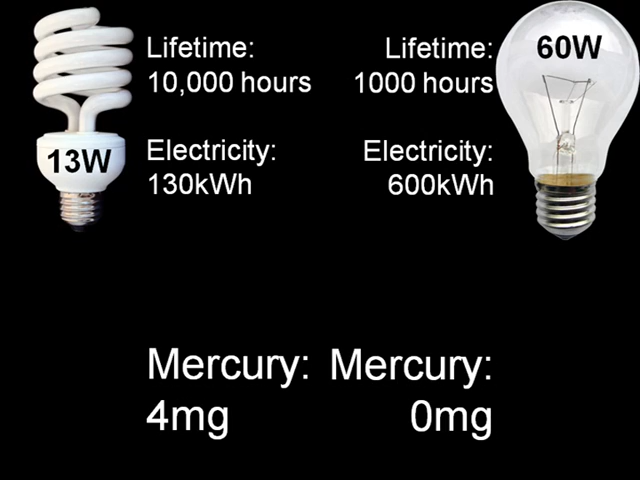 13W
Lifetime:
10,000 hours
Electricity:
130kWh
Lifetime:
1000 hours
Electricity:
600kWh
60W
Mercury:
4mg
Mercury:
0mg